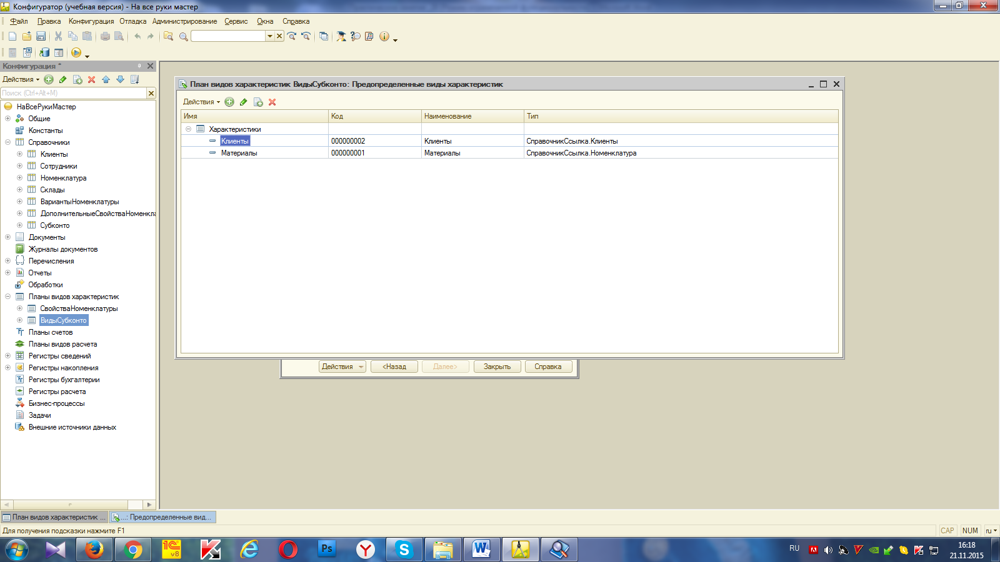 Конфигуратор (учебная версия) - На все руки мастер
Файл Правка Конфигурация Отладка Администрирование Сервис Окна Справка
Конфигурация *
Действия
Поиск (Ctrl+Alt+M)
НаВсеРукиМастер
Общие
Константы
Справочники
Клиенты
Сотрудники
Номенклатура
Склады
ВариантыНоменклатуры
ДополнительныеСвойстваНоменкла
Субконто
Документы
Журналы документов
Перечисления
Отчеты
Обработки
Планы видов характеристик
СвойстваНоменклатуры
ВидыСубконто
Планы счетов
Планы видов расчета
Регистры сведений
Регистры накопления
Регистры бухгалтерии
Регистры расчета
Бизнес-процессы
Задачи
Внешние источники данных
План видов характеристик ВидыСубконто: Предопределенные виды характеристик
Действия
Имя Код Наименование Тип
Характеристики
Клиенты 000000002 Клиенты СправочникСсылка.Клиенты
Материалы 000000001 Материалы СправочникСсылка.Номенклатура
Действия <Назад Далее> Закрыть Справка
План видов характеристик ... ...: Предопределенные вид...
Для получения подсказки нажмите F1 CAP NUM ru
1С v8 Ps RU 16:18
21.11.2015